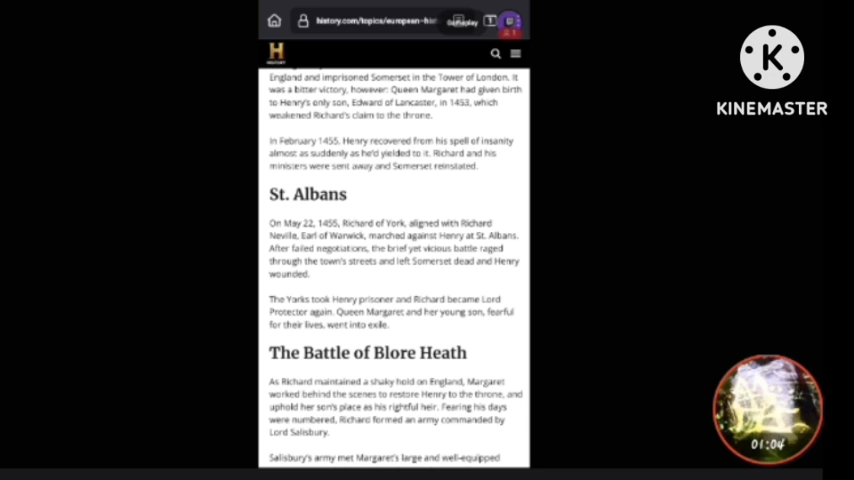 history.com/topics/european-his
Gameplay
1
H
HISTORY
England and imprisoned Somerset in the Tower of London. It
was a bitter victory, however: Queen Margaret had given birth
to Henry's only son, Edward of Lancaster, in 1453, which
weakened Richard's claim to the throne.
In February 1455, Henry recovered from his spell of insanity
almost as suddenly as he'd yielded to it. Richard and his
ministers were sent away and Somerset reinstated.
St. Albans
On May 22, 1455, Richard of York, aligned with Richard
Neville, Earl of Warwick, marched against Henry at St. Albans.
After failed negotiations, the brief yet vicious battle raged
through the town's streets and left Somerset dead and Henry
wounded.
The Yorks took Henry prisoner and Richard became Lord
Protector again. Queen Margaret and her young son, fearful
for their lives, went into exile.
The Battle of Blore Heath
As Richard maintained a shaky hold on England, Margaret
worked behind the scenes to restore Henry to the throne, and
uphold her son's place as his rightful heir. Fearing his days
were numbered, Richard formed an army commanded by
Lord Salisbury.
Salisbury's army met Margaret's large and well-equipped
K
KINEMASTER
01:04